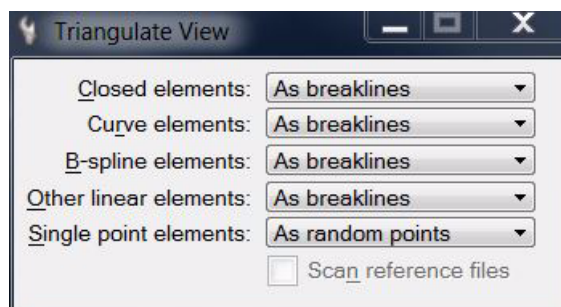 Triangulate View
Closed elements: As breaklines
Curve elements: As breaklines
B-spline elements: As breaklines
Other linear elements: As breaklines
Single point elements: As random points
Scan reference files